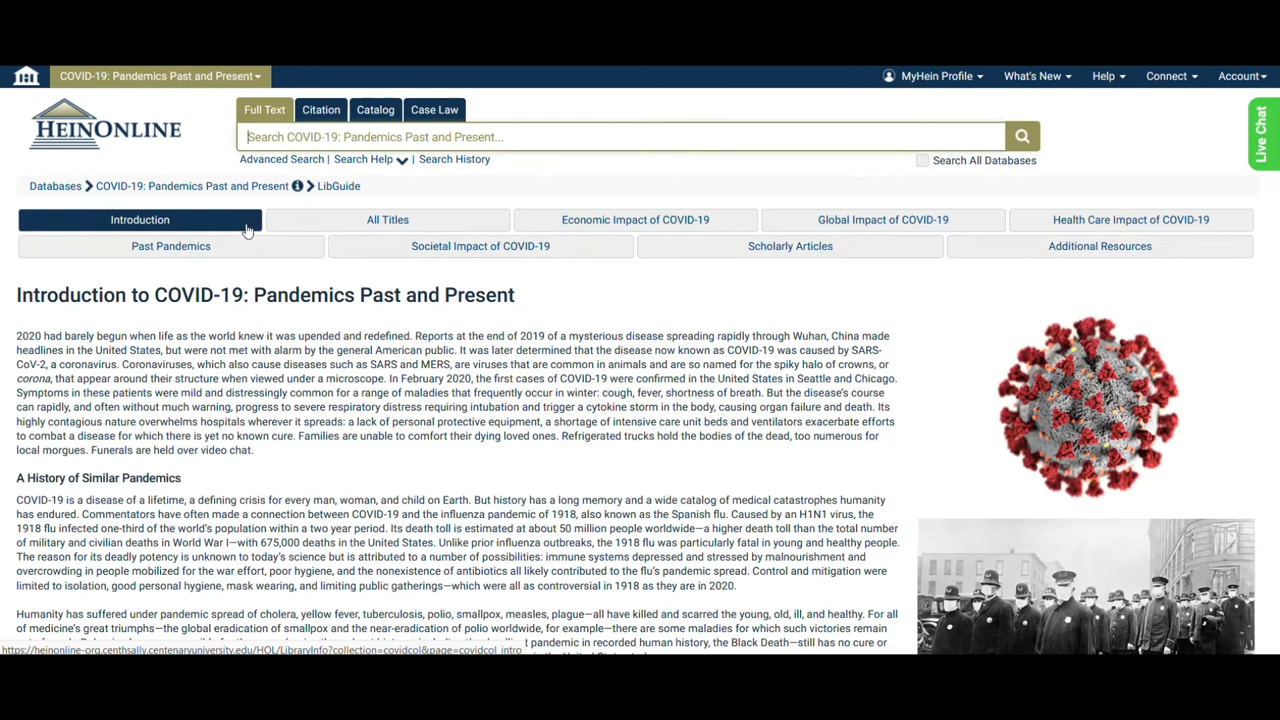 COVID-19: Pandemics Past and Present
MyHein Profile
What's New
Help
Connect
Account
HEINONLINE
Full Text
Citation
Catalog
Case Law
Search COVID-19: Pandemics Past and Present...
Advanced Search | Search Help | Search History
Search All Databases
Live Chat
Databases COVID-19: Pandemics Past and Present LibGuide
Introduction
All Titles
Economic Impact of COVID-19
Global Impact of COVID-19
Health Care Impact of COVID-19
Past Pandemics
Societal Impact of COVID-19
Scholarly Articles
Additional Resources
Introduction to COVID-19: Pandemics Past and Present
2020 had barely begun when life as the world knew it was upended and redefined. Reports at the end of 2019 of a mysterious disease spreading rapidly through Wuhan, China made
headlines in the United States, but were not met with alarm by the general American public. It was later determined that the disease now known as COVID-19 was caused by SARS-
CoV-2, a coronavirus. Coronaviruses, which also cause diseases such as SARS and MERS, are viruses that are common in animals and are so named for the spiky halo of crowns, or
corona, that appear around their structure when viewed under a microscope. In February 2020, the first cases of COVID-19 were confirmed in the United States in Seattle and Chicago.
Symptoms in these patients were mild and distressingly common for a range of maladies that frequently occur in winter: cough, fever, shortness of breath. But the disease's course
can rapidly, and often without much warning, progress to severe respiratory distress requiring intubation and trigger a cytokine storm in the body, causing organ failure and death. Its
highly contagious nature overwhelms hospitals wherever it spreads: a lack of personal protective equipment, a shortage of intensive care unit beds and ventilators exacerbate efforts
to combat a disease for which there is yet no known cure. Families are unable to comfort their dying loved ones. Refrigerated trucks hold the bodies of the dead, too numerous for
local morgues. Funerals are held over video chat.
A History of Similar Pandemics
COVID-19 is a disease of a lifetime, a defining crisis for every man, woman, and child on Earth. But history has a long memory and a wide catalog of medical catastrophes humanity
has endured. Commentators have often made a connection between COVID-19 and the influenza pandemic of 1918, also known as the Spanish flu. Caused by an H1N1 virus, the
1918 flu infected one-third of the world's population within a two year period. Its death toll is estimated at about 50 million people worldwide—a higher death toll than the total number
of military and civilian deaths in World War I—with 675,000 deaths in the United States. Unlike prior influenza outbreaks, the 1918 flu was particularly fatal in young and healthy people.
The reason for its deadly potency is unknown to today's science but is attributed to a number of possibilities: immune systems depressed and stressed by malnourishment and
overcrowding in people mobilized for the war effort, poor hygiene, and the nonexistence of antibiotics all likely contributed to the flu's pandemic spread. Control and mitigation were
limited to isolation, good personal hygiene, mask wearing, and limiting public gatherings—which were all as controversial in 1918 as they are in 2020.
Humanity has suffered under pandemic spread of cholera, yellow fever, tuberculosis, polio, smallpox, measles, plague—all have killed and scarred the young, old, ill, and healthy. For all
of medicine's great triumphs—the global eradication of smallpox and the near-eradication of polio worldwide, for example—there are some maladies for which such victories remain
pandemic in recorded human history, the Black Death—still has no cure or
https://heinonline-org.centhsally.centenaryuniversity.edu/HOL/LibraryInfo?collection=covidcol&page=covidcol_intro